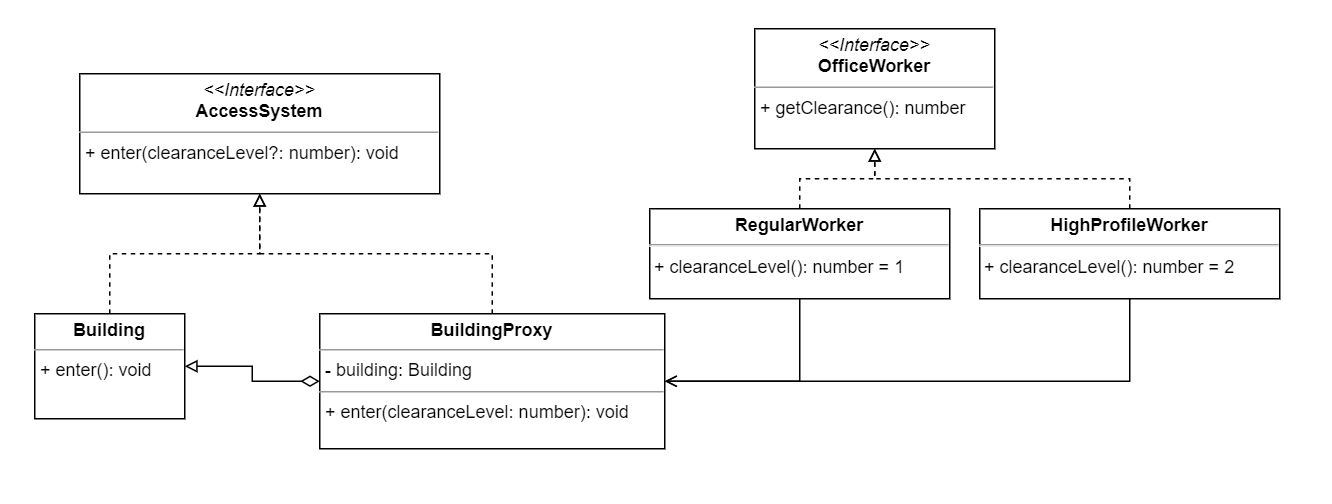 <<Interface>>
AccessSystem
+ enter(clearanceLevel?: number): void
<<Interface>>
OfficeWorker
+ getClearance(): number
RegularWorker
+ clearanceLevel(): number = 1
HighProfileWorker
+ clearanceLevel(): number = 2
Building
+ enter(): void
BuildingProxy
- building: Building
+ enter(clearanceLevel: number): void